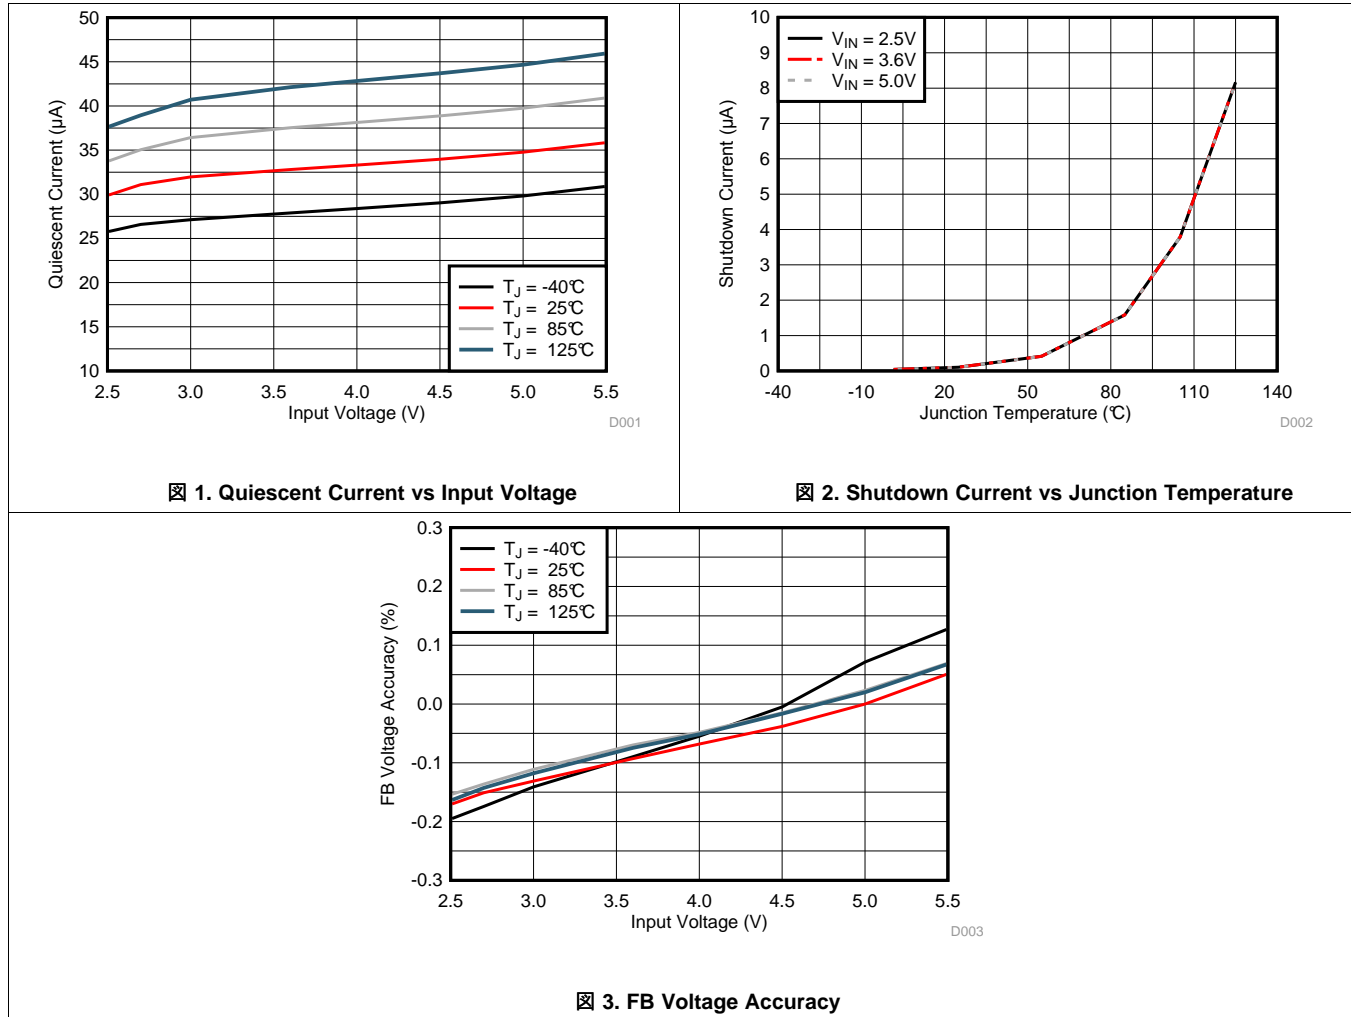 50
45
40
35
30
25
20
15
10
Quiescent Current (µA)
T_J = -40°C
T_J = 25°C
T_J = 85°C
T_J = 125°C
2.5 3.0 3.5 4.0 4.5 5.0 5.5
Input Voltage (V)
D001
図 1. Quiescent Current vs Input Voltage
10
9
8
7
6
5
4
3
2
1
0
Shutdown Current (µA)
V_IN = 2.5V
V_IN = 3.6V
V_IN = 5.0V
-40 -10 20 50 80 110 140
Junction Temperature (°C)
D002
図 2. Shutdown Current vs Junction Temperature
0.3
0.2
0.1
0.0
-0.1
-0.2
-0.3
FB Voltage Accuracy (%)
T_J = -40°C
T_J = 25°C
T_J = 85°C
T_J = 125°C
2.5 3.0 3.5 4.0 4.5 5.0 5.5
Input Voltage (V)
D003
図 3. FB Voltage Accuracy